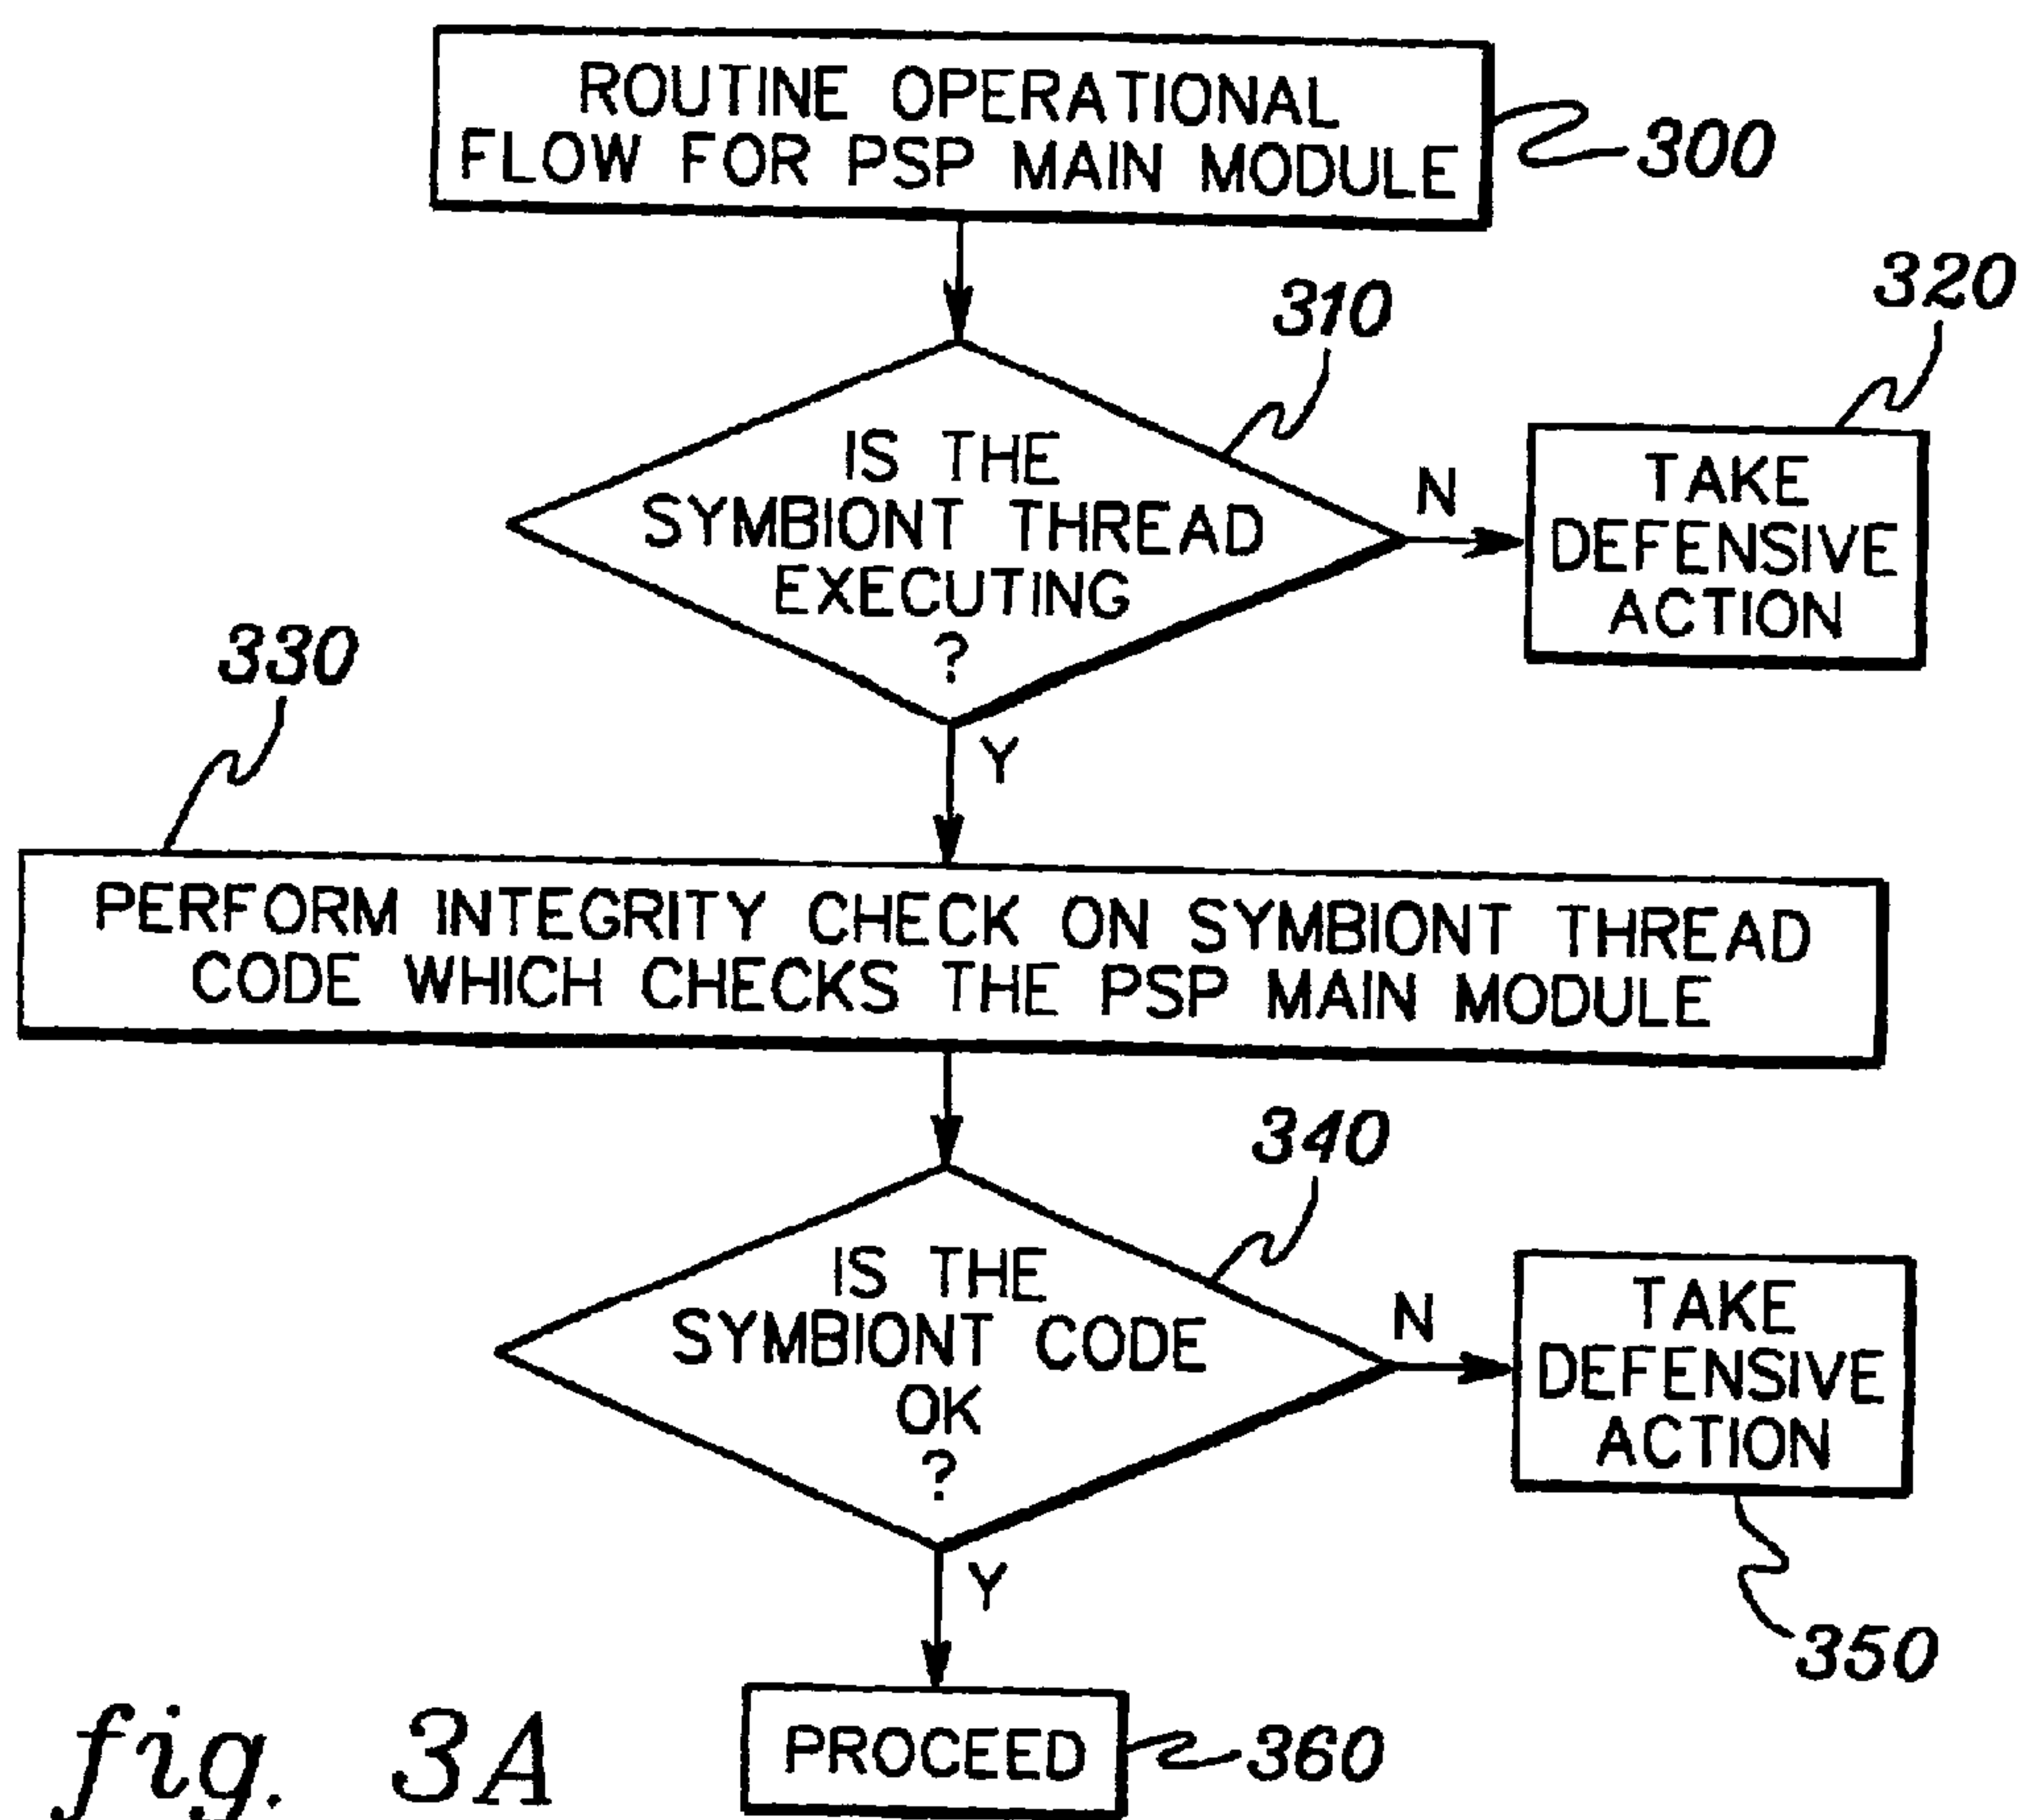 ROUTINE OPERATIONAL
FLOW FOR PSP MAIN MODULE
300
310
320
IS THE
SYMBIONT THREAD
EXECUTING
?
N
TAKE
DEFENSIVE
ACTION
330
Y
PERFORM INTEGRITY CHECK ON SYMBIONT THREAD
CODE WHICH CHECKS THE PSP MAIN MODULE
340
IS THE
SYMBIONT CODE
OK
?
N
TAKE
DEFENSIVE
ACTION
350
Y
PROCEED
360
fig. 3A